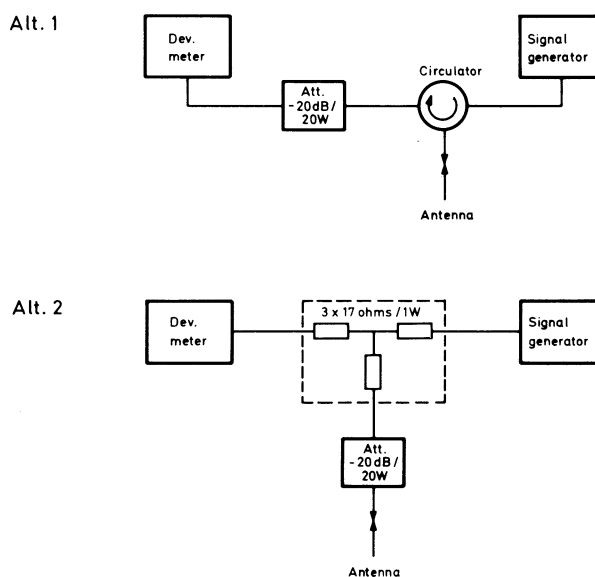 Alt. 1
Dev.
meter
Signal
generator
Circulator
Att.
-20dB/
20W
Antenna
Alt. 2
3 x 17 ohms / 1W
Dev.
meter
Signal
generator
Att.
-20dB/
20W
Antenna